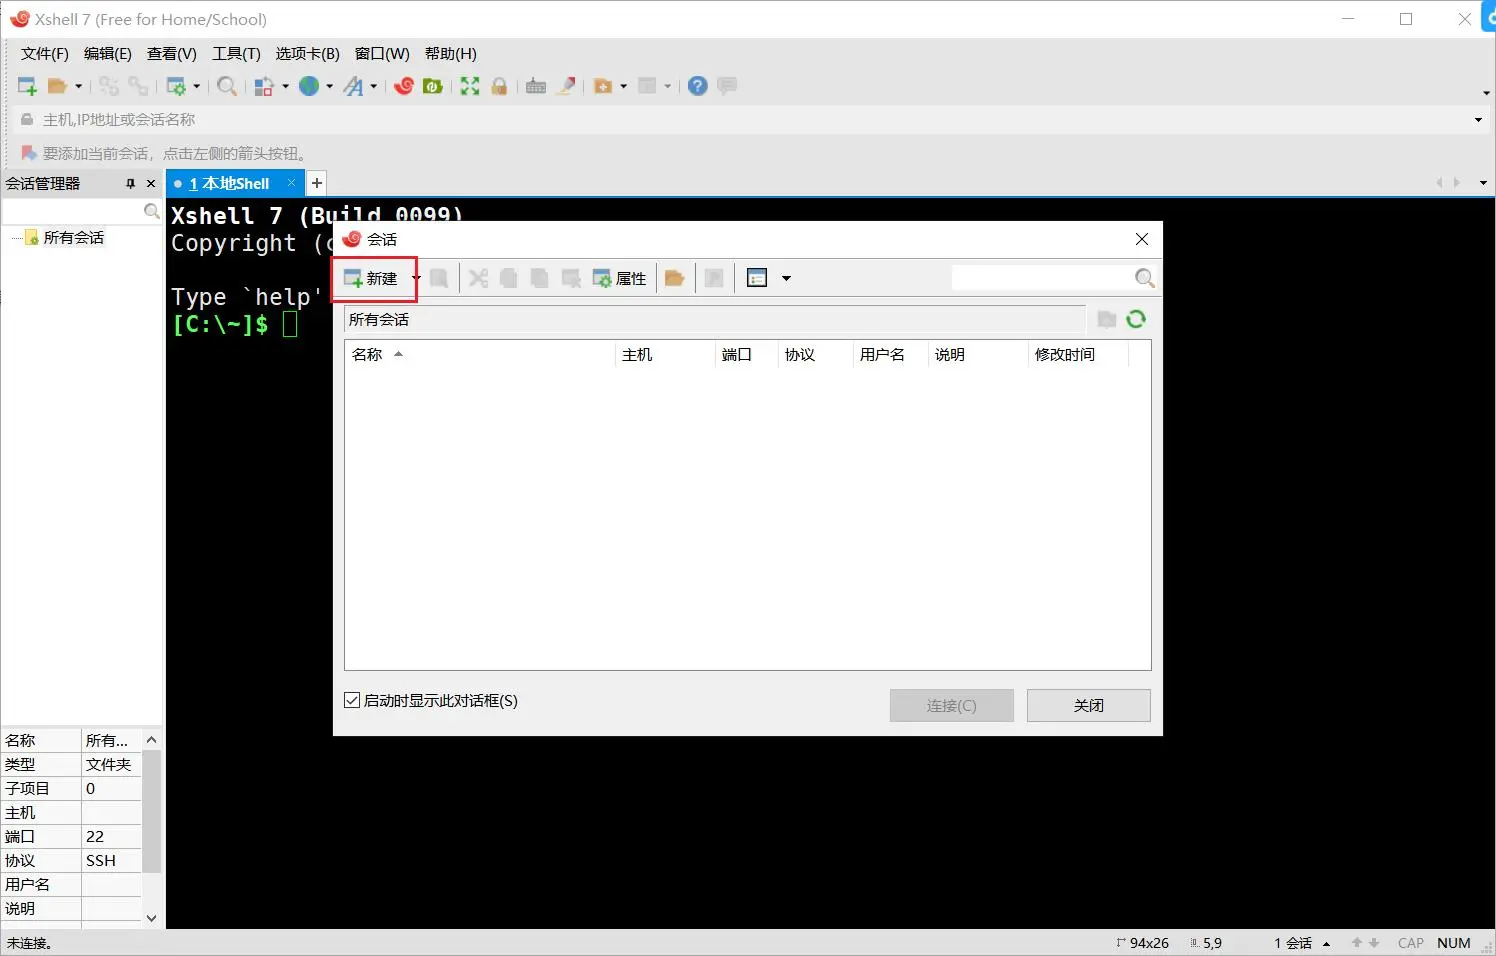 Xshell 7 (Free for Home/School)
文件(F) 编辑(E) 查看(V) 工具(T) 选项卡(B) 窗口(W) 帮助(H)
主机,IP地址或会话名称
要添加当前会话，点击左侧的箭头按钮。
会话管理器
1 本地Shell
所有会话
Xshell 7 (Build 0099)
Copyright (c
Type `help'
[C:\~]$
会话
新建 属性
所有会话
名称 主机 端口 协议 用户名 说明 修改时间
启动时显示此对话框(S)
连接(C) 关闭
名称 所有...
类型 文件夹
子项目 0
主机
端口 22
协议 SSH
用户名
说明
未连接。 94x26 5,9 1 会话 CAP NUM